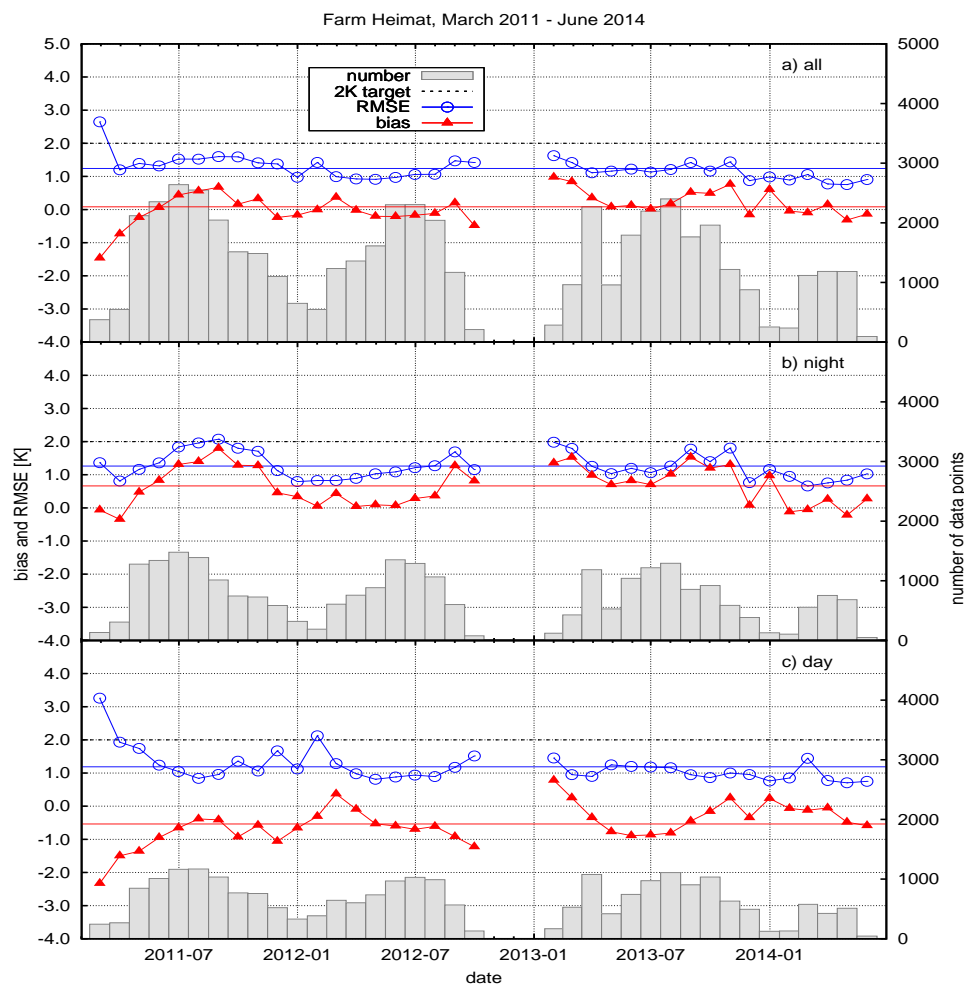 Farm Heimat, March 2011 - June 2014
5.0 5000
a) all
4.0 4000
number
3.0 2K target
RMSE
2.0 bias 3000
1.0
0.0 2000
-1.0
-2.0 1000
-3.0
-4.0 0
b) night
4.0 4000
3.0
2.0 3000
1.0
0.0 2000
-1.0
-2.0 1000
-3.0
-4.0 0
c) day
4.0 4000
3.0
2.0 3000
1.0
0.0 2000
-1.0
-2.0 1000
-3.0
-4.0 0
bias and RMSE [K]
number of data points
2011-07 2012-01 2012-07 2013-01 2013-07 2014-01
date